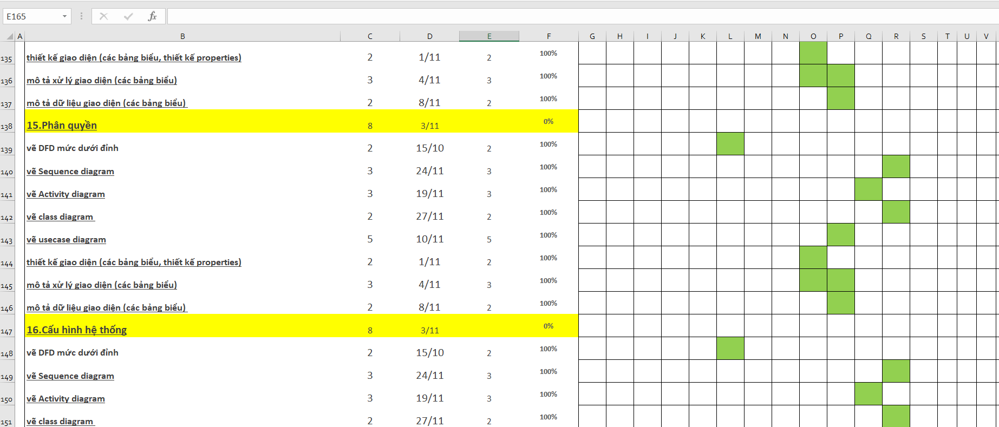 E165 fx
A B C D E F G H I J K L M N O P Q R S T U V
135 thiết kế giao diện (các bảng biểu, thiết kế properties) 2 1/11 2 100%
136 mô tả xử lý giao diện (các bảng biểu) 3 4/11 3 100%
137 mô tả dữ liệu giao diện (các bảng biểu) 2 8/11 2 100%
138 15.Phân quyền 8 3/11 0%
139 vẽ DFD mức dưới đỉnh 2 15/10 2 100%
140 vẽ Sequence diagram 3 24/11 3 100%
141 vẽ Activity diagram 3 19/11 3 100%
142 vẽ class diagram 2 27/11 2 100%
143 vẽ usecase diagram 5 10/11 5 100%
144 thiết kế giao diện (các bảng biểu, thiết kế properties) 2 1/11 2 100%
145 mô tả xử lý giao diện (các bảng biểu) 3 4/11 3 100%
146 mô tả dữ liệu giao diện (các bảng biểu) 2 8/11 2 100%
147 16.Cấu hình hệ thống 8 3/11 0%
148 vẽ DFD mức dưới đỉnh 2 15/10 2 100%
149 vẽ Sequence diagram 3 24/11 3 100%
150 vẽ Activity diagram 3 19/11 3 100%
151 vẽ class diagram 2 27/11 2 100%